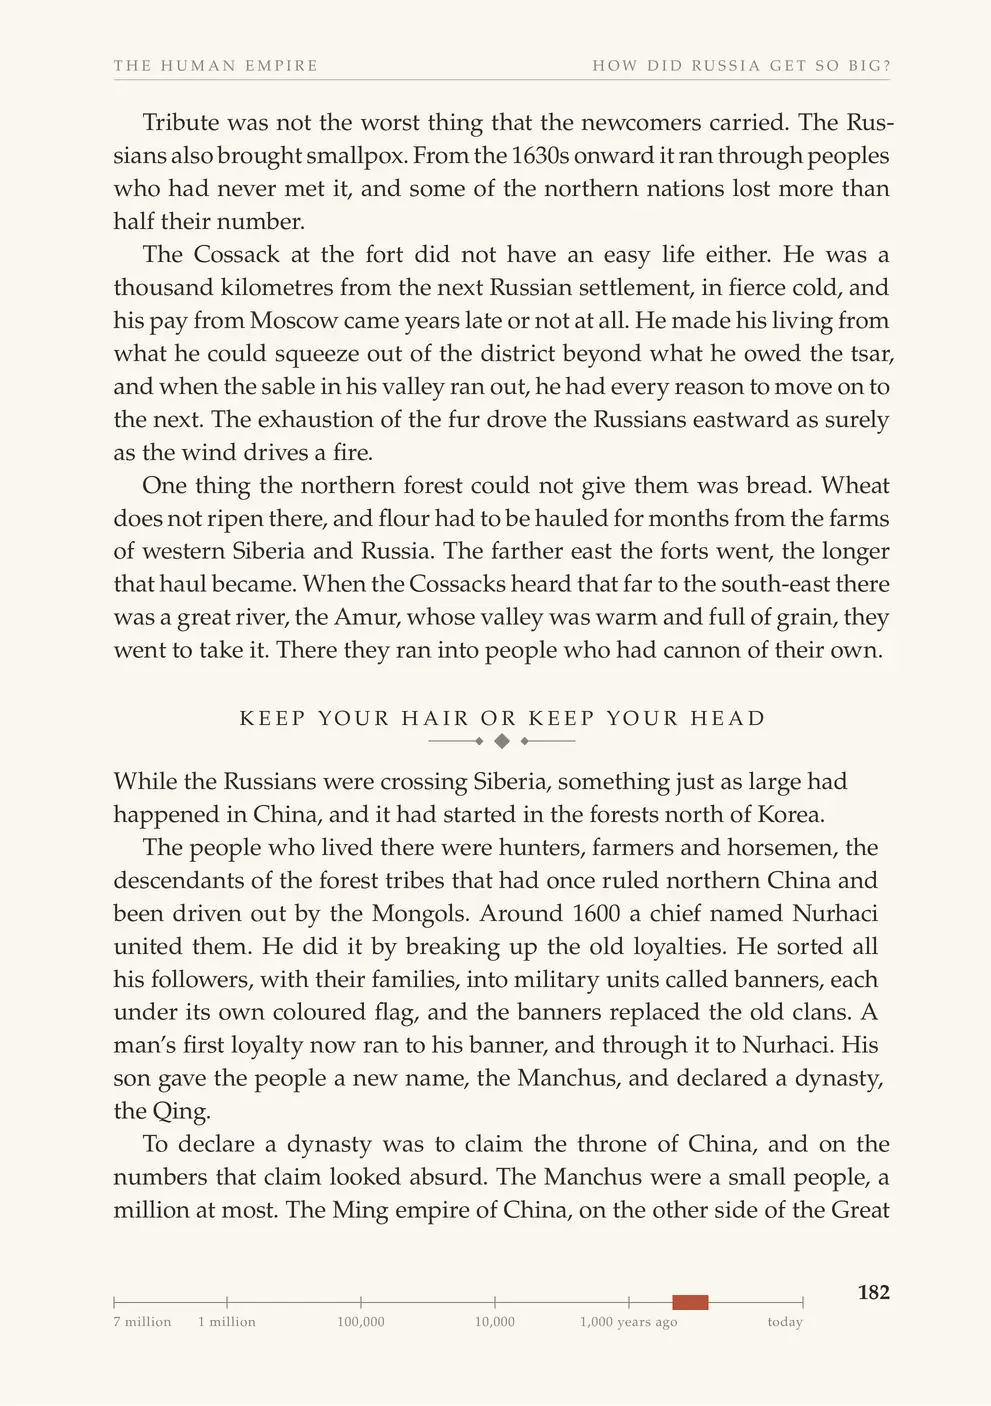 THE HUMAN EMPIRE
HOW DID RUSSIA GET SO BIG?
Tribute was not the worst thing that the newcomers carried. The Rus-
sians also brought smallpox. From the 1630s onward it ran through peoples
who had never met it, and some of the northern nations lost more than
half their number.
The Cossack at the fort did not have an easy life either. He was a
thousand kilometres from the next Russian settlement, in fierce cold, and
his pay from Moscow came years late or not at all. He made his living from
what he could squeeze out of the district beyond what he owed the tsar,
and when the sable in his valley ran out, he had every reason to move on to
the next. The exhaustion of the fur drove the Russians eastward as surely
as the wind drives a fire.
One thing the northern forest could not give them was bread. Wheat
does not ripen there, and flour had to be hauled for months from the farms
of western Siberia and Russia. The farther east the forts went, the longer
that haul became. When the Cossacks heard that far to the south-east there
was a great river, the Amur, whose valley was warm and full of grain, they
went to take it. There they ran into people who had cannon of their own.
KEEP YOUR HAIR OR KEEP YOUR HEAD
While the Russians were crossing Siberia, something just as large had
happened in China, and it had started in the forests north of Korea.
The people who lived there were hunters, farmers and horsemen, the
descendants of the forest tribes that had once ruled northern China and
been driven out by the Mongols. Around 1600 a chief named Nurhaci
united them. He did it by breaking up the old loyalties. He sorted all
his followers, with their families, into military units called banners, each
under its own coloured flag, and the banners replaced the old clans. A
man’s first loyalty now ran to his banner, and through it to Nurhaci. His
son gave the people a new name, the Manchus, and declared a dynasty,
the Qing.
To declare a dynasty was to claim the throne of China, and on the
numbers that claim looked absurd. The Manchus were a small people, a
million at most. The Ming empire of China, on the other side of the Great
182
7 million 1 million 100,000 10,000 1,000 years ago today